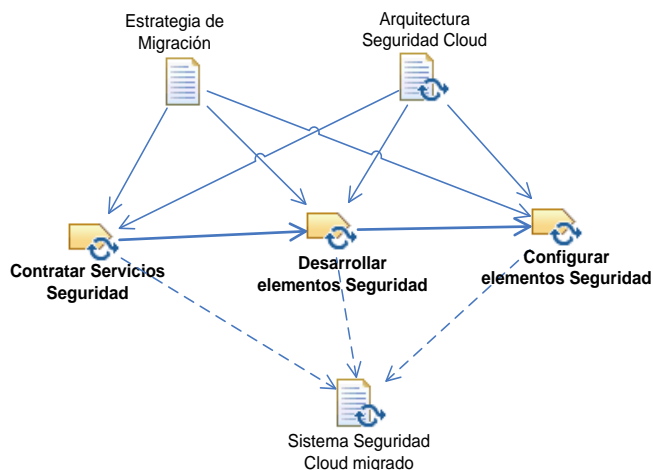 Estrategia de
Migración
Arquitectura
Seguridad Cloud
Contratar Servicios
Seguridad
Desarrollar
elementos Seguridad
Configurar
elementos Seguridad
Sistema Seguridad
Cloud migrado